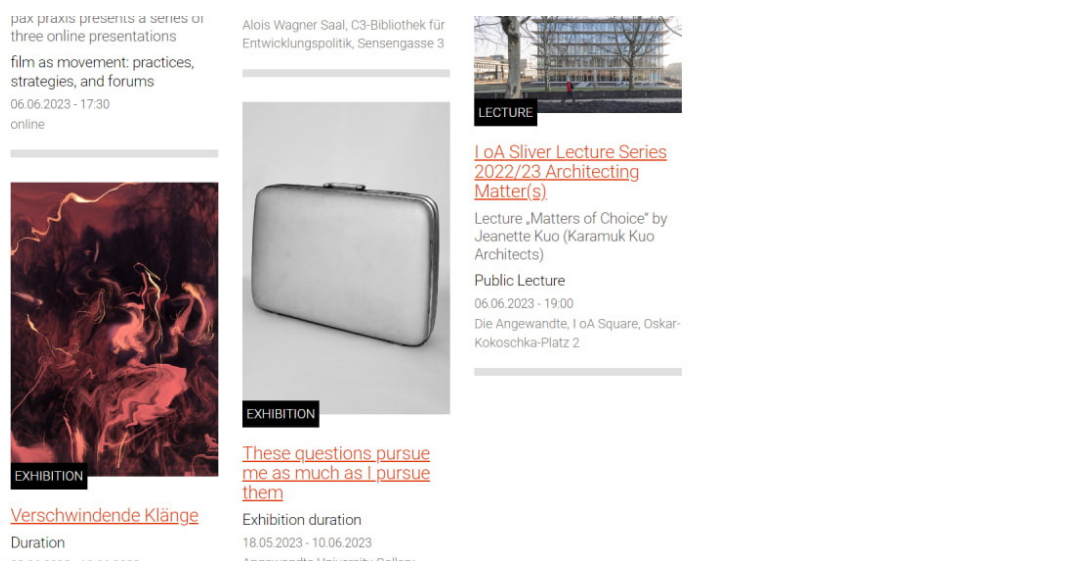 pax praxis presents a series of
three online presentations
film as movement: practices,
strategies, and forums
06.06.2023 - 17:30
online
EXHIBITION
Verschwindende Klänge
Duration
Alois Wagner Saal, C3-Bibliothek für
Entwicklungspolitik, Sensengasse 3
EXHIBITION
These questions pursue
me as much as I pursue
them
Exhibition duration
18.05.2023 - 10.06.2023
Angewandte University Gallery
LECTURE
I oA Sliver Lecture Series
2022/23 Architecting
Matter(s)
Lecture „Matters of Choice“ by
Jeanette Kuo (Karamuk Kuo
Architects)
Public Lecture
06.06.2023 - 19:00
Die Angewandte, I oA Square, Oskar-
Kokoschka-Platz 2